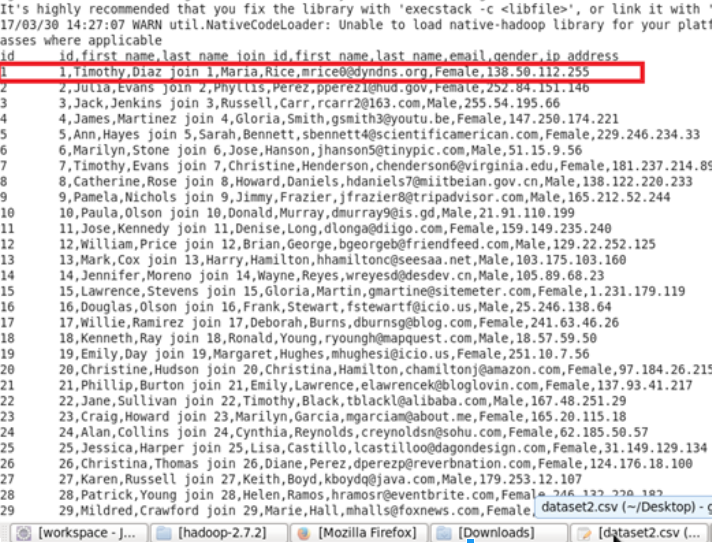 It's highly recommended that you fix the library with 'execstack -c <libfile>', or link it with '
17/03/30 14:27:07 WARN util.NativeCodeLoader: Unable to load native-hadoop library for your platf
asses where applicable
id id,first_name,last_name join id,first_name,last_name,email,gender,ip_address
1 1,Timothy,Diaz join 1,Maria,Rice,mrice0@dyndns.org,Female,138.50.112.255
2 2,Julia,Evans join 2,Phyllis,Perez,pperez1@hud.gov,Female,252.84.151.146
3 3,Jack,Jenkins join 3,Russell,Carr,rcarr2@163.com,Male,255.54.195.66
4 4,James,Martinez join 4,Gloria,Smith,gsmith3@youtu.be,Female,147.250.174.221
5 5,Ann,Hayes join 5,Sarah,Bennett,sbennett4@scientificamerican.com,Female,229.246.234.33
6 6,Marilyn,Stone join 6,Jose,Hanson,jhanson5@tinypic.com,Male,51.15.9.56
7 7,Timothy,Evans join 7,Christine,Henderson,chenderson6@virginia.edu,Female,181.237.214.89
8 8,Catherine,Rose join 8,Howard,Daniels,hdaniels7@miitbeian.gov.cn,Male,138.122.220.233
9 9,Pamela,Nichols join 9,Jimmy,Frazier,jfrazier8@tripadvisor.com,Male,165.212.52.244
10 10,Paula,Olson join 10,Donald,Murray,dmurray9@is.gd,Male,21.91.110.199
11 11,Jose,Kennedy join 11,Denise,Long,dlonga@diigo.com,Female,159.149.235.240
12 12,William,Price join 12,Brian,George,bgeorgeb@friendfeed.com,Male,129.22.252.125
13 13,Mark,Cox join 13,Harry,Hamilton,hhamiltonc@seesaa.net,Male,103.175.103.160
14 14,Jennifer,Moreno join 14,Wayne,Reyes,wreyesd@desdev.cn,Male,105.89.68.23
15 15,Lawrence,Stevens join 15,Gloria,Martin,gmartine@sitemeter.com,Female,1.231.179.119
16 16,Douglas,Olson join 16,Frank,Stewart,fstewartf@icio.us,Male,25.246.138.64
17 17,Willie,Ramirez join 17,Deborah,Burns,dburnsg@blog.com,Female,241.63.46.26
18 18,Kenneth,Ray join 18,Ronald,Young,ryoungh@mapquest.com,Male,18.57.59.50
19 19,Emily,Day join 19,Margaret,Hughes,mhughesi@icio.us,Female,251.10.7.56
20 20,Christine,Hudson join 20,Christina,Hamilton,chamiltonj@amazon.com,Female,97.184.26.215
21 21,Phillip,Burton join 21,Emily,Lawrence,elawrencek@bloglovin.com,Female,137.93.41.217
22 22,Jane,Sullivan join 22,Timothy,Black,tblackl@alibaba.com,Male,167.48.251.29
23 23,Craig,Howard join 23,Marilyn,Garcia,mgarciam@about.me,Female,165.20.115.18
24 24,Alan,Collins join 24,Cynthia,Reynolds,creynoldsn@sohu.com,Female,62.185.50.57
25 25,Jessica,Harper join 25,Lisa,Castillo,lcastilloo@dagondesign.com,Female,31.149.129.134
26 26,Christina,Thomas join 26,Diane,Perez,dperezp@reverbnation.com,Female,124.176.18.100
27 27,Karen,Russell join 27,Keith,Boyd,kboydq@java.com,Male,179.253.12.107
28 28,Patrick,Young join 28,Helen,Ramos,hramosr@eventbrite.com,Female,246.132.220.182
29 29,Mildred,Crawford join 29,Marie,Hall,mhalls@foxnews.com,Female,
dataset2.csv (~/Desktop) - g
[workspace - J... [hadoop-2.7.2] [Mozilla Firefox] [Downloads] [dataset2.csv (...